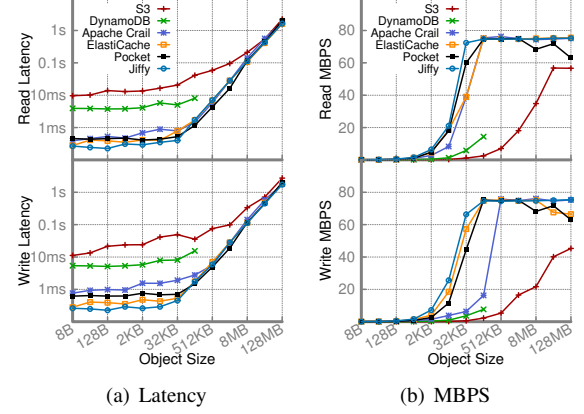 S3
DynamoDB
Apache Crail
ElastiCache
Pocket
Jiffy
Read Latency
1s
0.1s
10ms
1ms
S3
DynamoDB
Apache Crail
ElastiCache
Pocket
Jiffy
Read MBPS
80
60
40
20
Write Latency
1s
0.1s
10ms
1ms
8B
128B
2KB
32KB
512KB
8MB
128MB
Object Size
Write MBPS
80
60
40
20
8B
128B
2KB
32KB
512KB
8MB
128MB
Object Size
(a) Latency
(b) MBPS